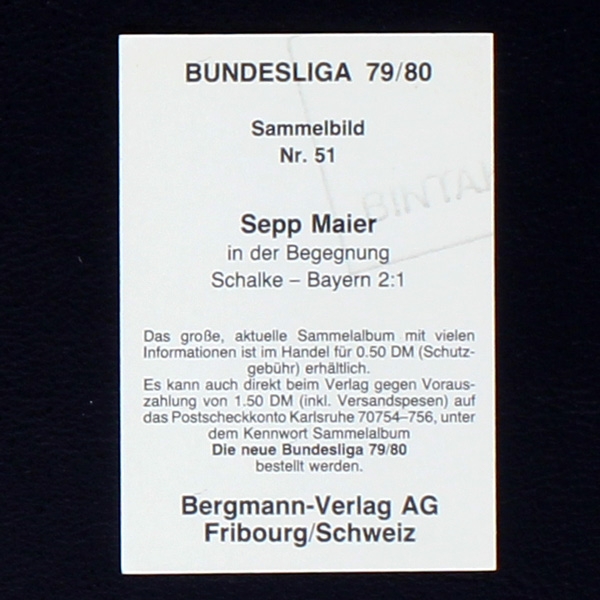 BUNDESLIGA 79/80
Sammelbild
Nr. 51
Sepp Maier
in der Begegnung
Schalke – Bayern 2:1
Das große, aktuelle Sammelalbum mit vielen
Informationen ist im Handel für 0.50 DM (Schutz-
gebühr) erhältlich.
Es kann auch direkt beim Verlag gegen Voraus-
zahlung von 1.50 DM (inkl. Versandspesen) auf
das Postscheckkonto Karlsruhe 70754–756, unter
dem Kennwort Sammelalbum
Die neue Bundesliga 79/80
bestellt werden.
Bergmann-Verlag AG
Fribourg/Schweiz